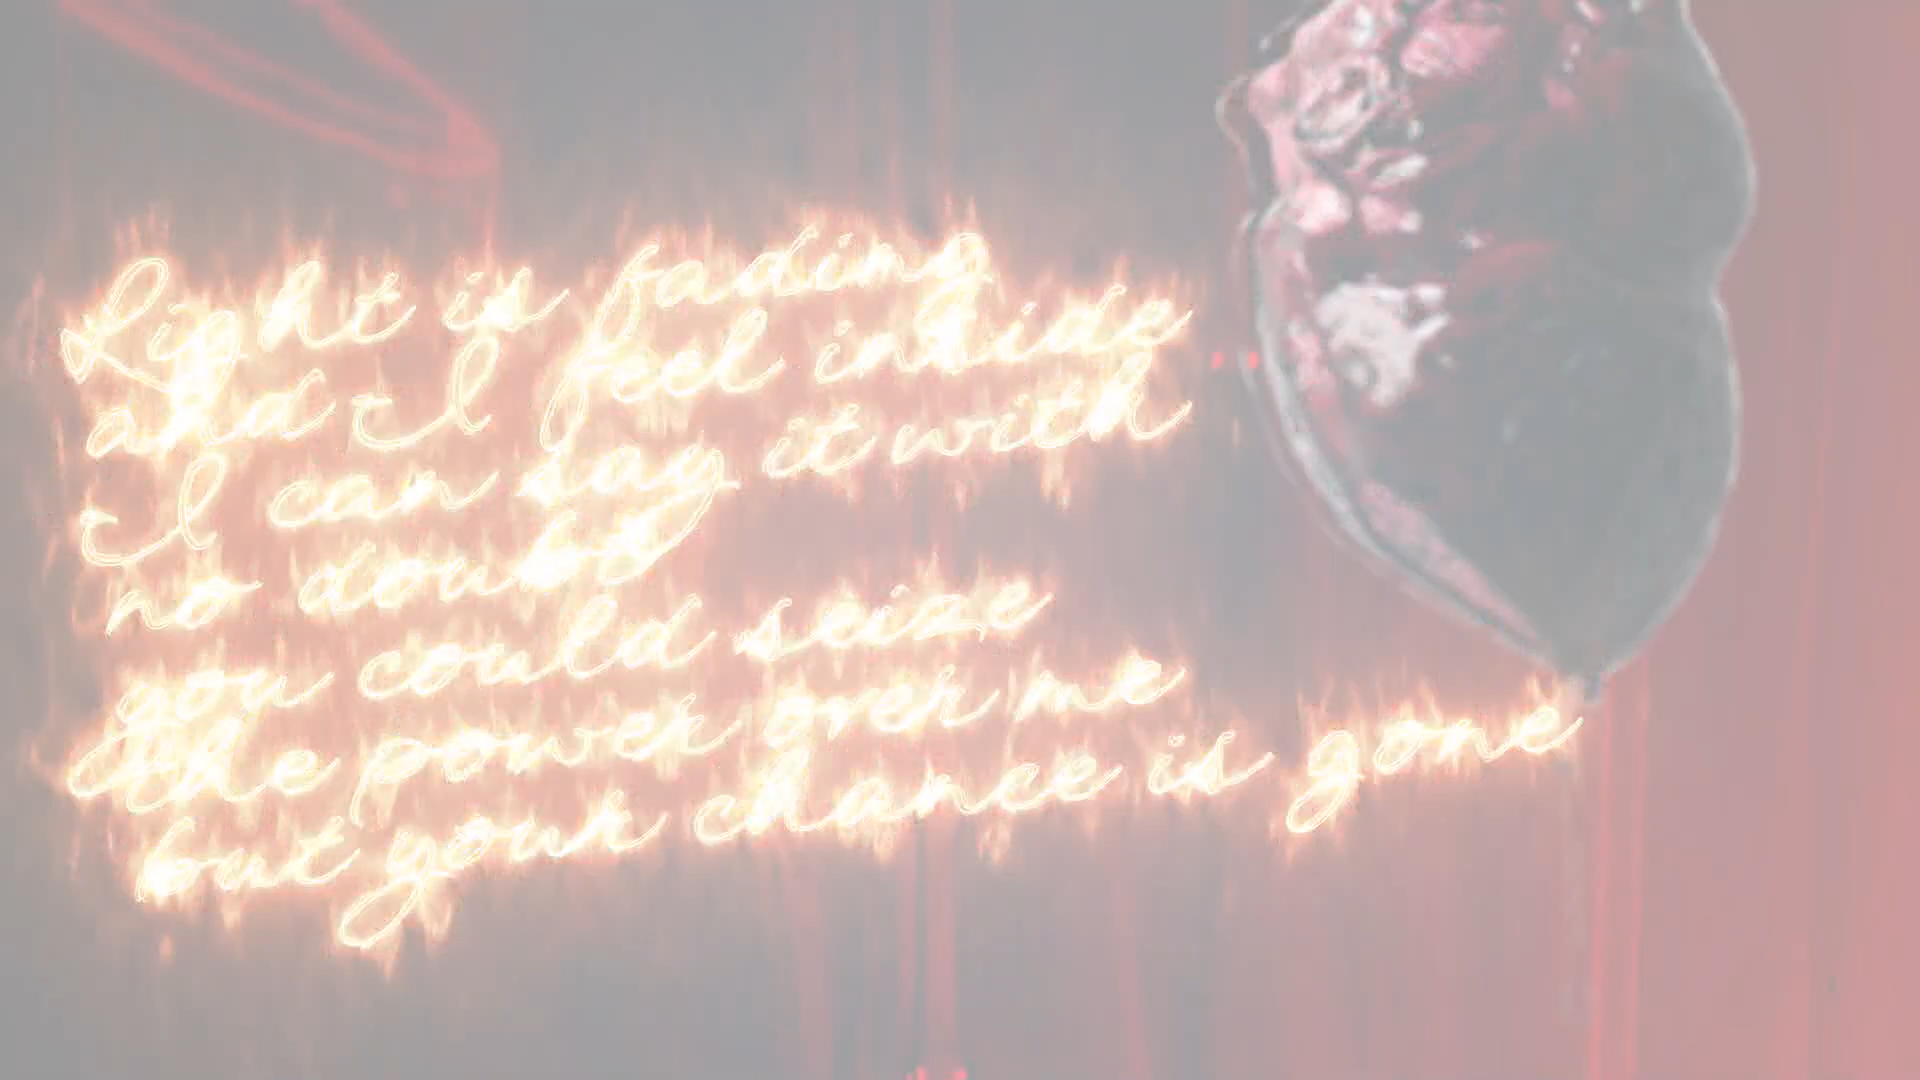 Light is fading
and I feel inside
I can say it with
no doubt
you could seize
the power over me
but your chance is gone